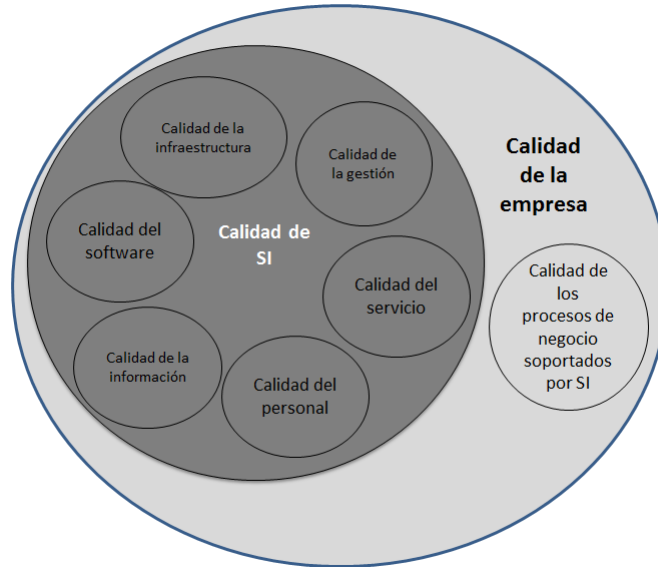 Calidad de la
infraestructura
Calidad de
la gestión
Calidad
de la
empresa
Calidad del
software
Calidad de
SI
Calidad del
servicio
Calidad de
los
procesos de
negocio
soportados
por SI
Calidad de la
información
Calidad del
personal